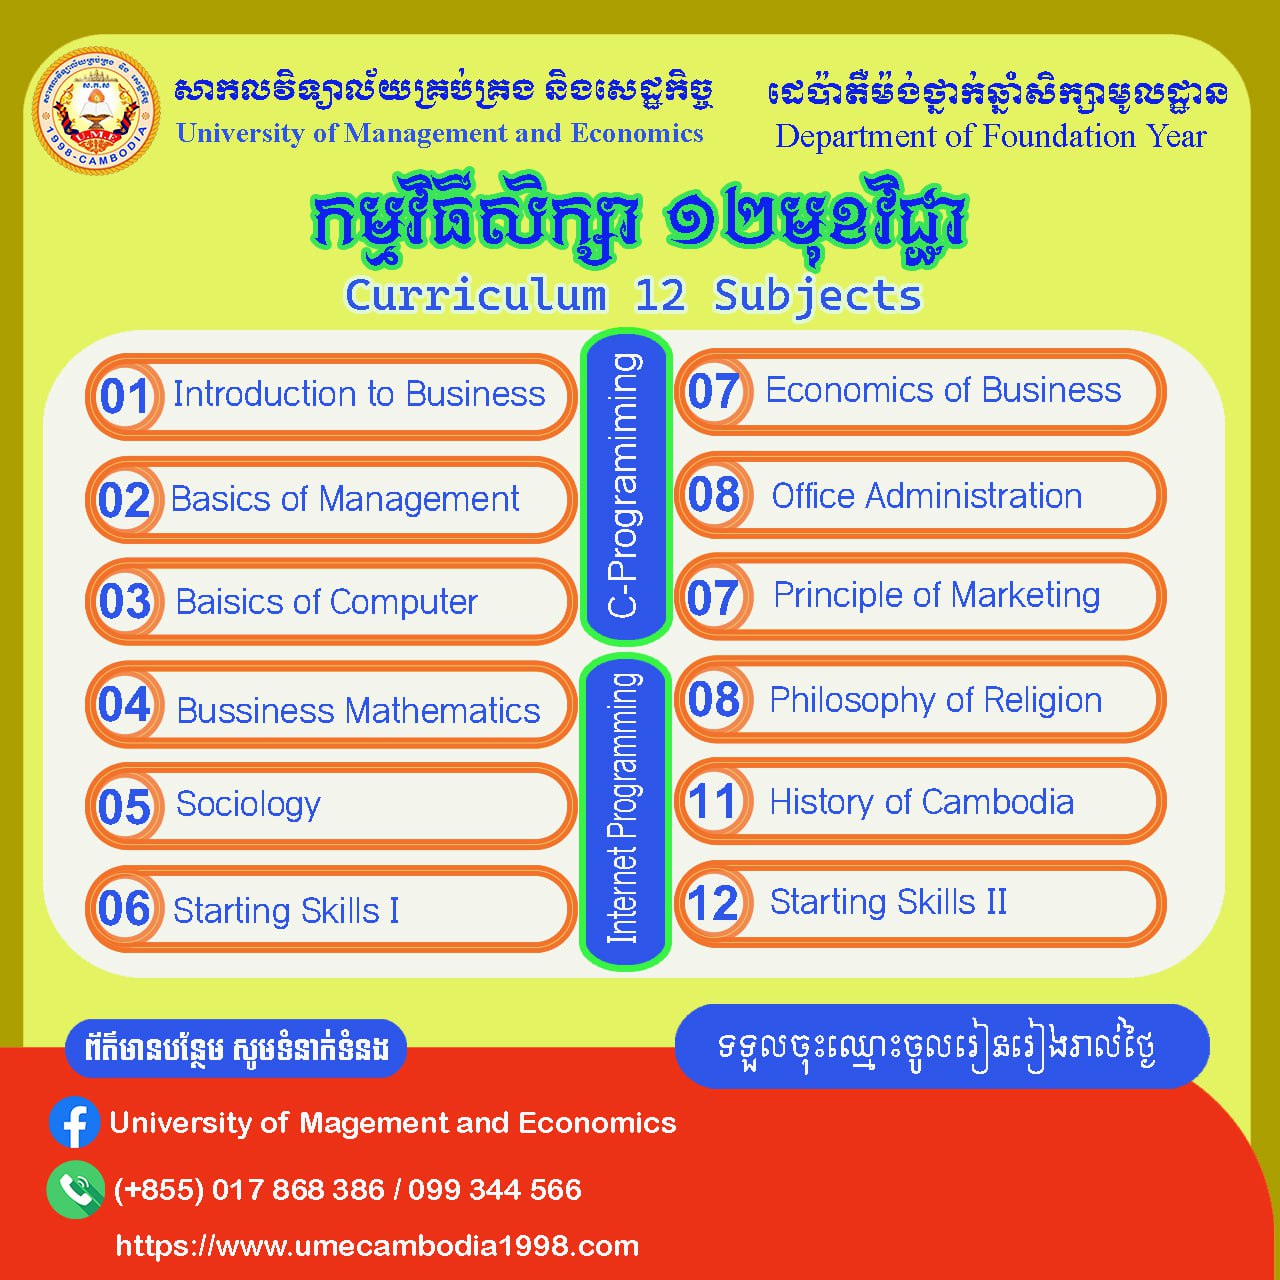 សាកលវិទ្យាល័យគ្រប់គ្រង និងសេដ្ឋកិច្ច
University of Management and Economics
ដេប៉ាតឺម៉ង់ថ្នាក់ឆ្នាំសិក្សាមូលដ្ឋាន
Department of Foundation Year
ស.គ.ស
U.M.E
1998-CAMBODIA
កម្មវិធីសិក្សា ១២មុខវិជ្ជា
Curriculum 12 Subjects
01 Introduction to Business
02 Basics of Management
03 Baisics of Computer
04 Bussiness Mathematics
05 Sociology
06 Starting Skills I
C-Programiming
Internet Programming
07 Economics of Business
08 Office Administration
07 Principle of Marketing
08 Philosophy of Religion
11 History of Cambodia
12 Starting Skills II
ព័ត៌មានបន្ថែម សូមទំនាក់ទំនង
ទទួលចុះឈ្មោះចូលរៀនរៀងរាល់ថ្ងៃ
University of Magement and Economics
(+855) 017 868 386 / 099 344 566
https://www.umecambodia1998.com